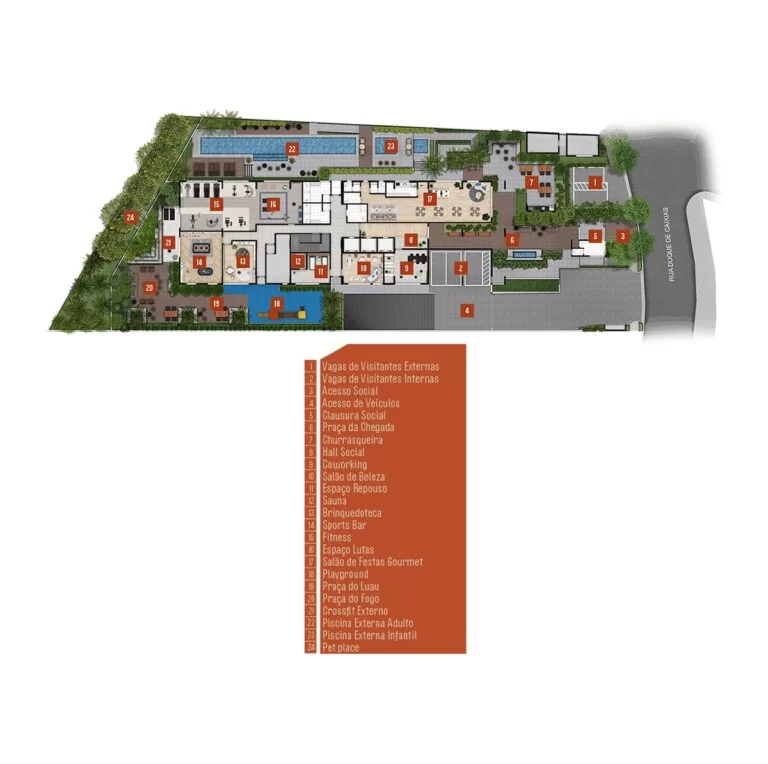 22
23
7
1
15
16
17
24
21
8
6
5
3
14
13
12
11
10
9
2
20
19
18
4
RUA DUQUE DE CAIXIAS
1 Vagas de Visitantes Externas
2 Vagas de Visitantes Internas
3 Acesso Social
4 Acesso de Veículos
5 Clausura Social
6 Praça da Chegada
7 Churrasqueira
8 Hall Social
9 Coworking
10 Salão de Beleza
11 Espaço Repouso
12 Sauna
13 Brinquedoteca
14 Sports Bar
15 Fitness
16 Espaço Lutas
17 Salão de Festas Gourmet
18 Playground
19 Praça do Luau
20 Praça do Fogo
21 Crossfit Externo
22 Piscina Externa Adulto
23 Piscina Externa Infantil
24 Pet place